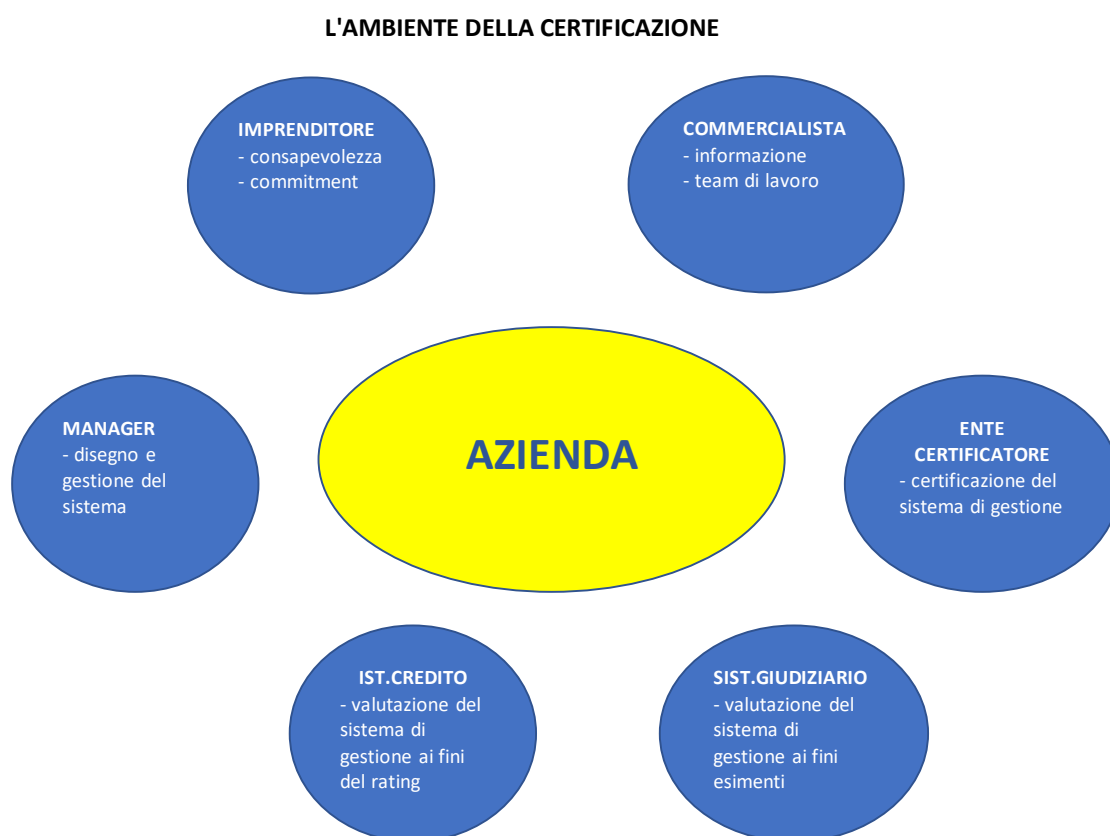 L'AMBIENTE DELLA CERTIFICAZIONE
IMPRENDITORE
- consapevolezza
- commitment
COMMERCIALISTA
- informazione
- team di lavoro
MANAGER
- disegno e
gestione del
sistema
AZIENDA
ENTE
CERTIFICATORE
- certificazione del
sistema di gestione
IST.CREDITO
- valutazione del
sistema di
gestione ai fini
del rating
SIST.GIUDIZIARIO
- valutazione del
sistema di
gestione ai fini
esimenti